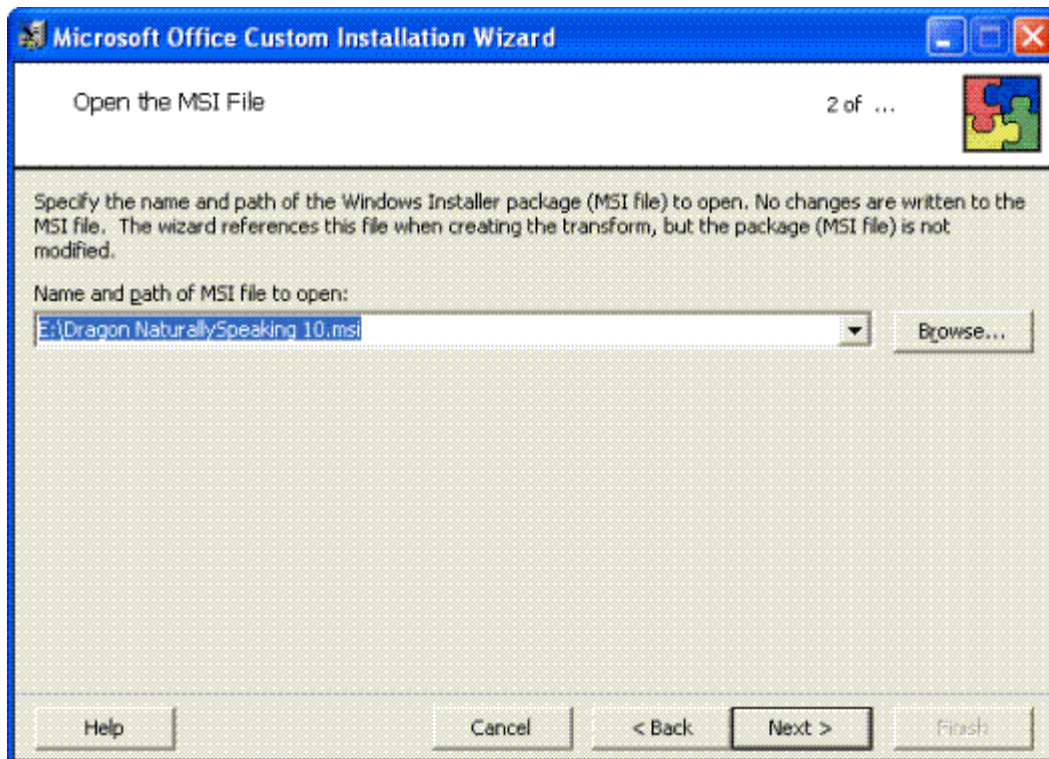 Microsoft Office Custom Installation Wizard
Open the MSI File
2 of ...
Specify the name and path of the Windows Installer package (MSI file) to open. No changes are written to the
MSI file. The wizard references this file when creating the transform, but the package (MSI file) is not
modified.
Name and path of MSI file to open:
E:\Dragon NaturallySpeaking 10.msi
Browse...
Help
Cancel
< Back
Next >
Finish